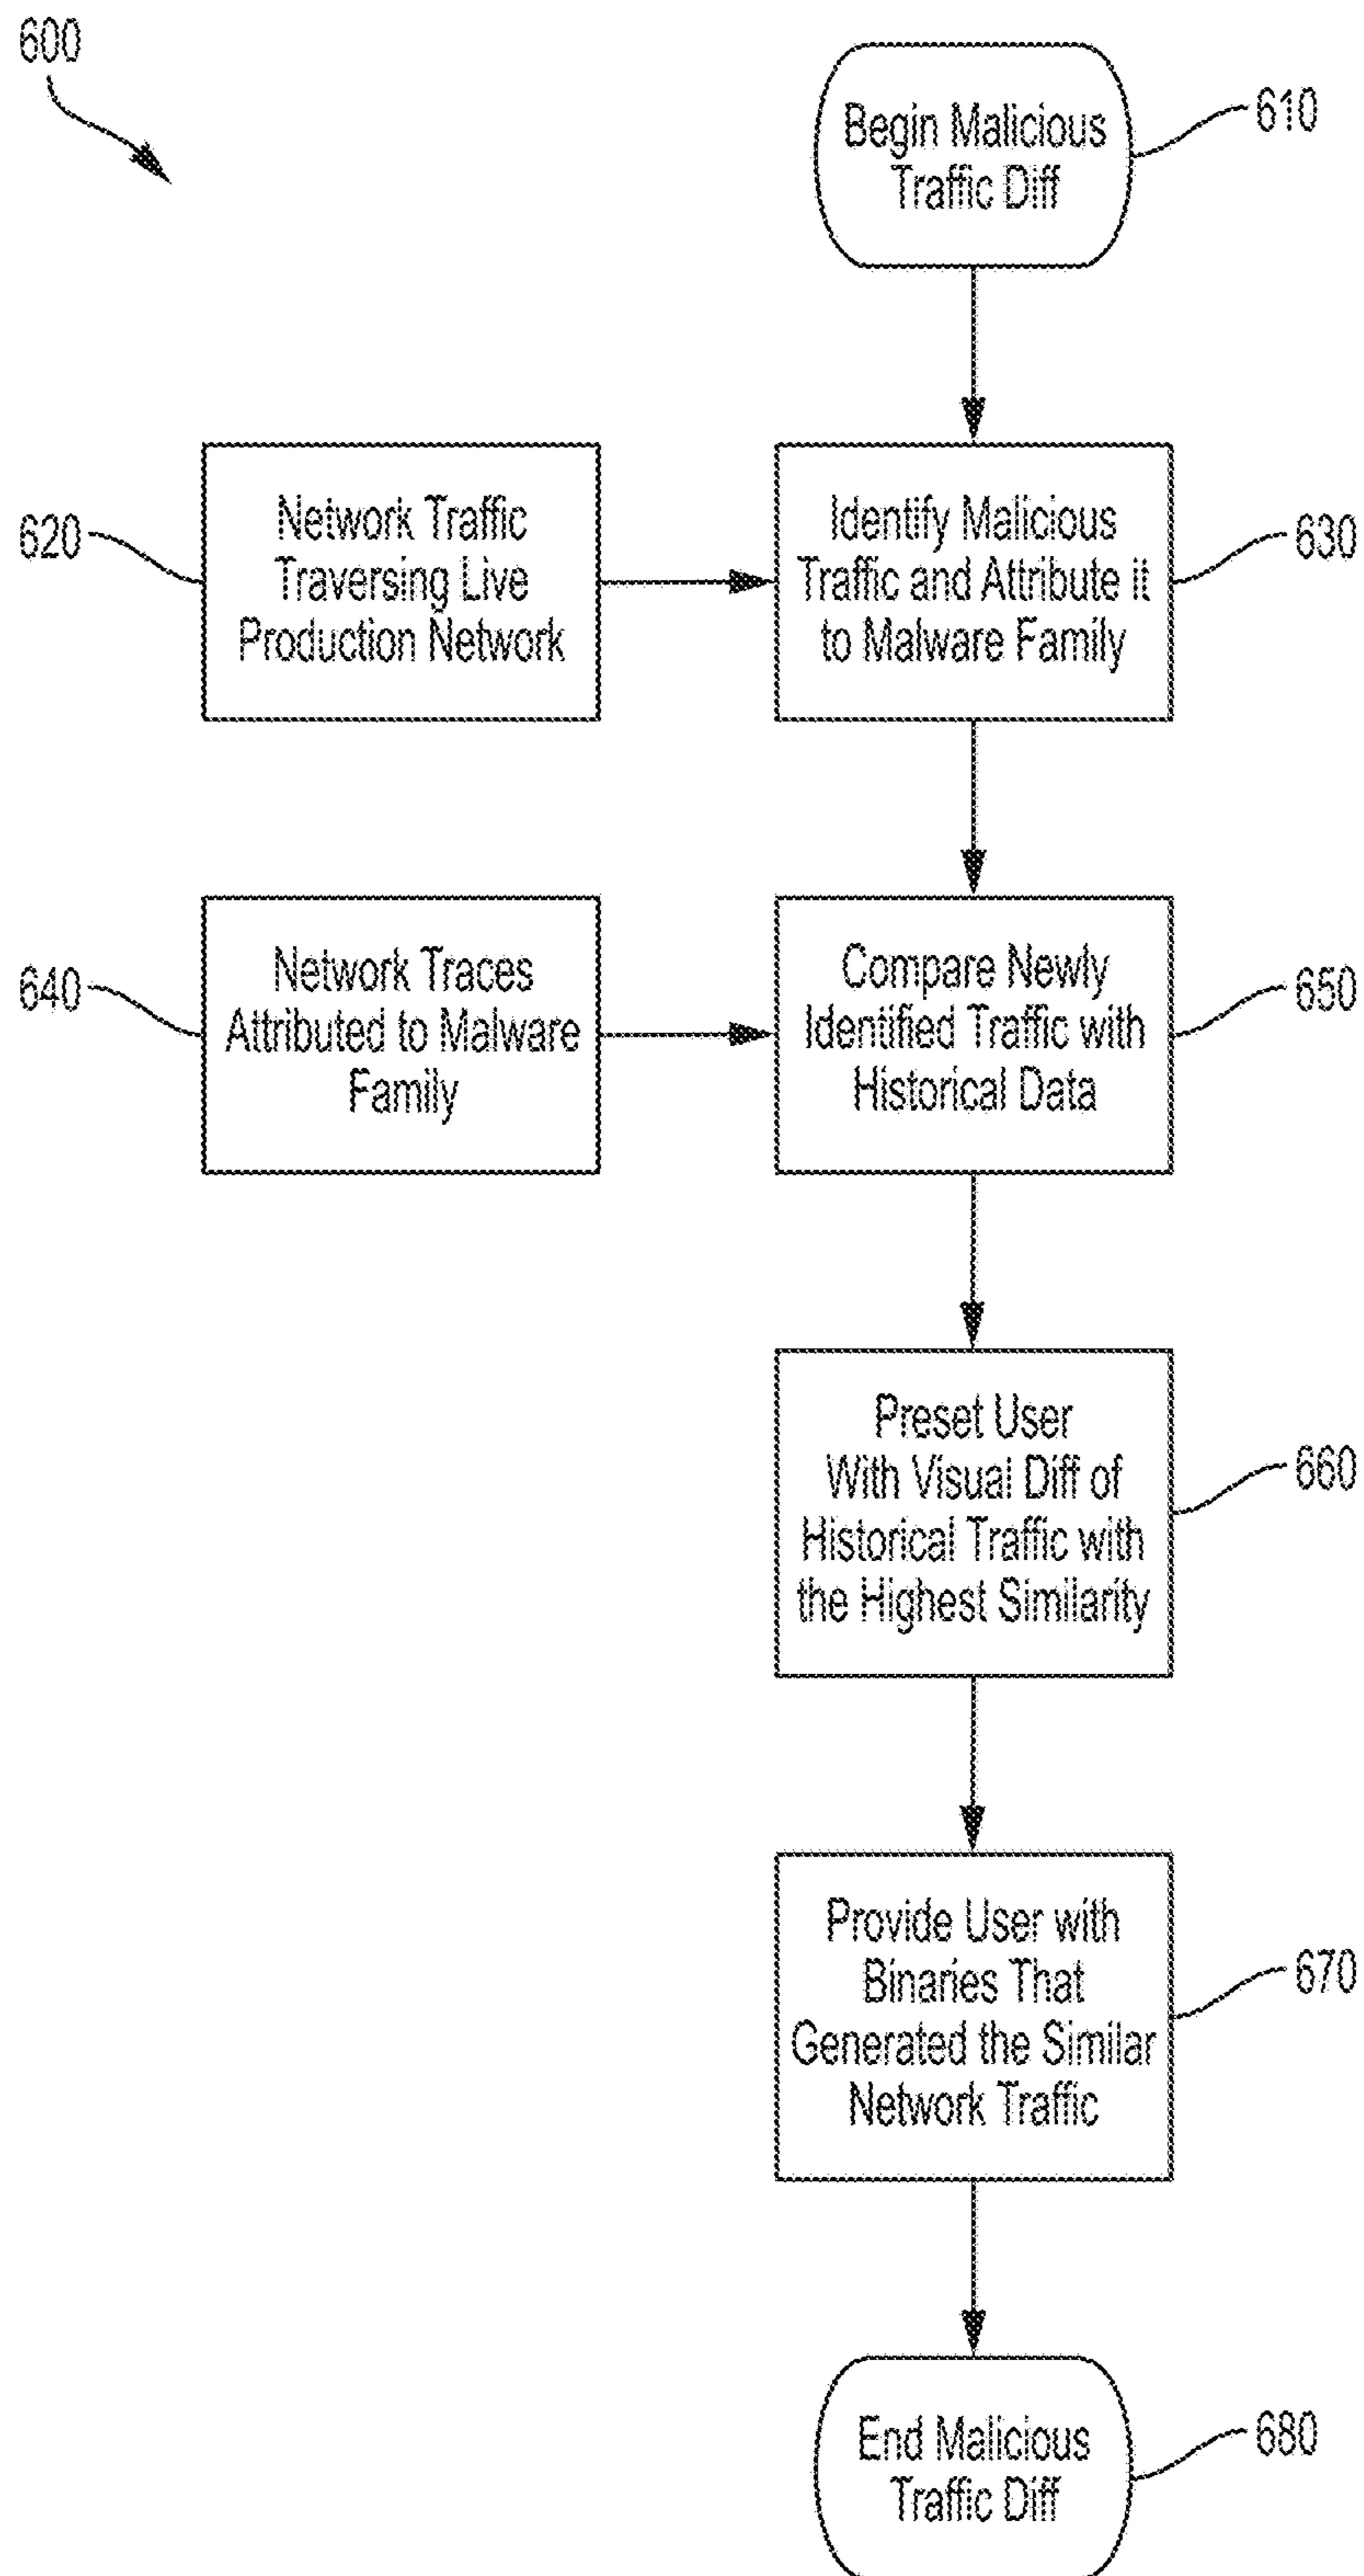 600
Begin Malicious
Traffic Diff
610
Network Traffic
Traversing Live
Production Network
620
Identify Malicious
Traffic and Attribute it
to Malware Family
630
Network Traces
Attributed to Malware
Family
640
Compare Newly
Identified Traffic with
Historical Data
650
Preset User
With Visual Diff of
Historical Traffic with
the Highest Similarity
660
Provide User with
Binaries That
Generated the Similar
Network Traffic
670
End Malicious
Traffic Diff
680